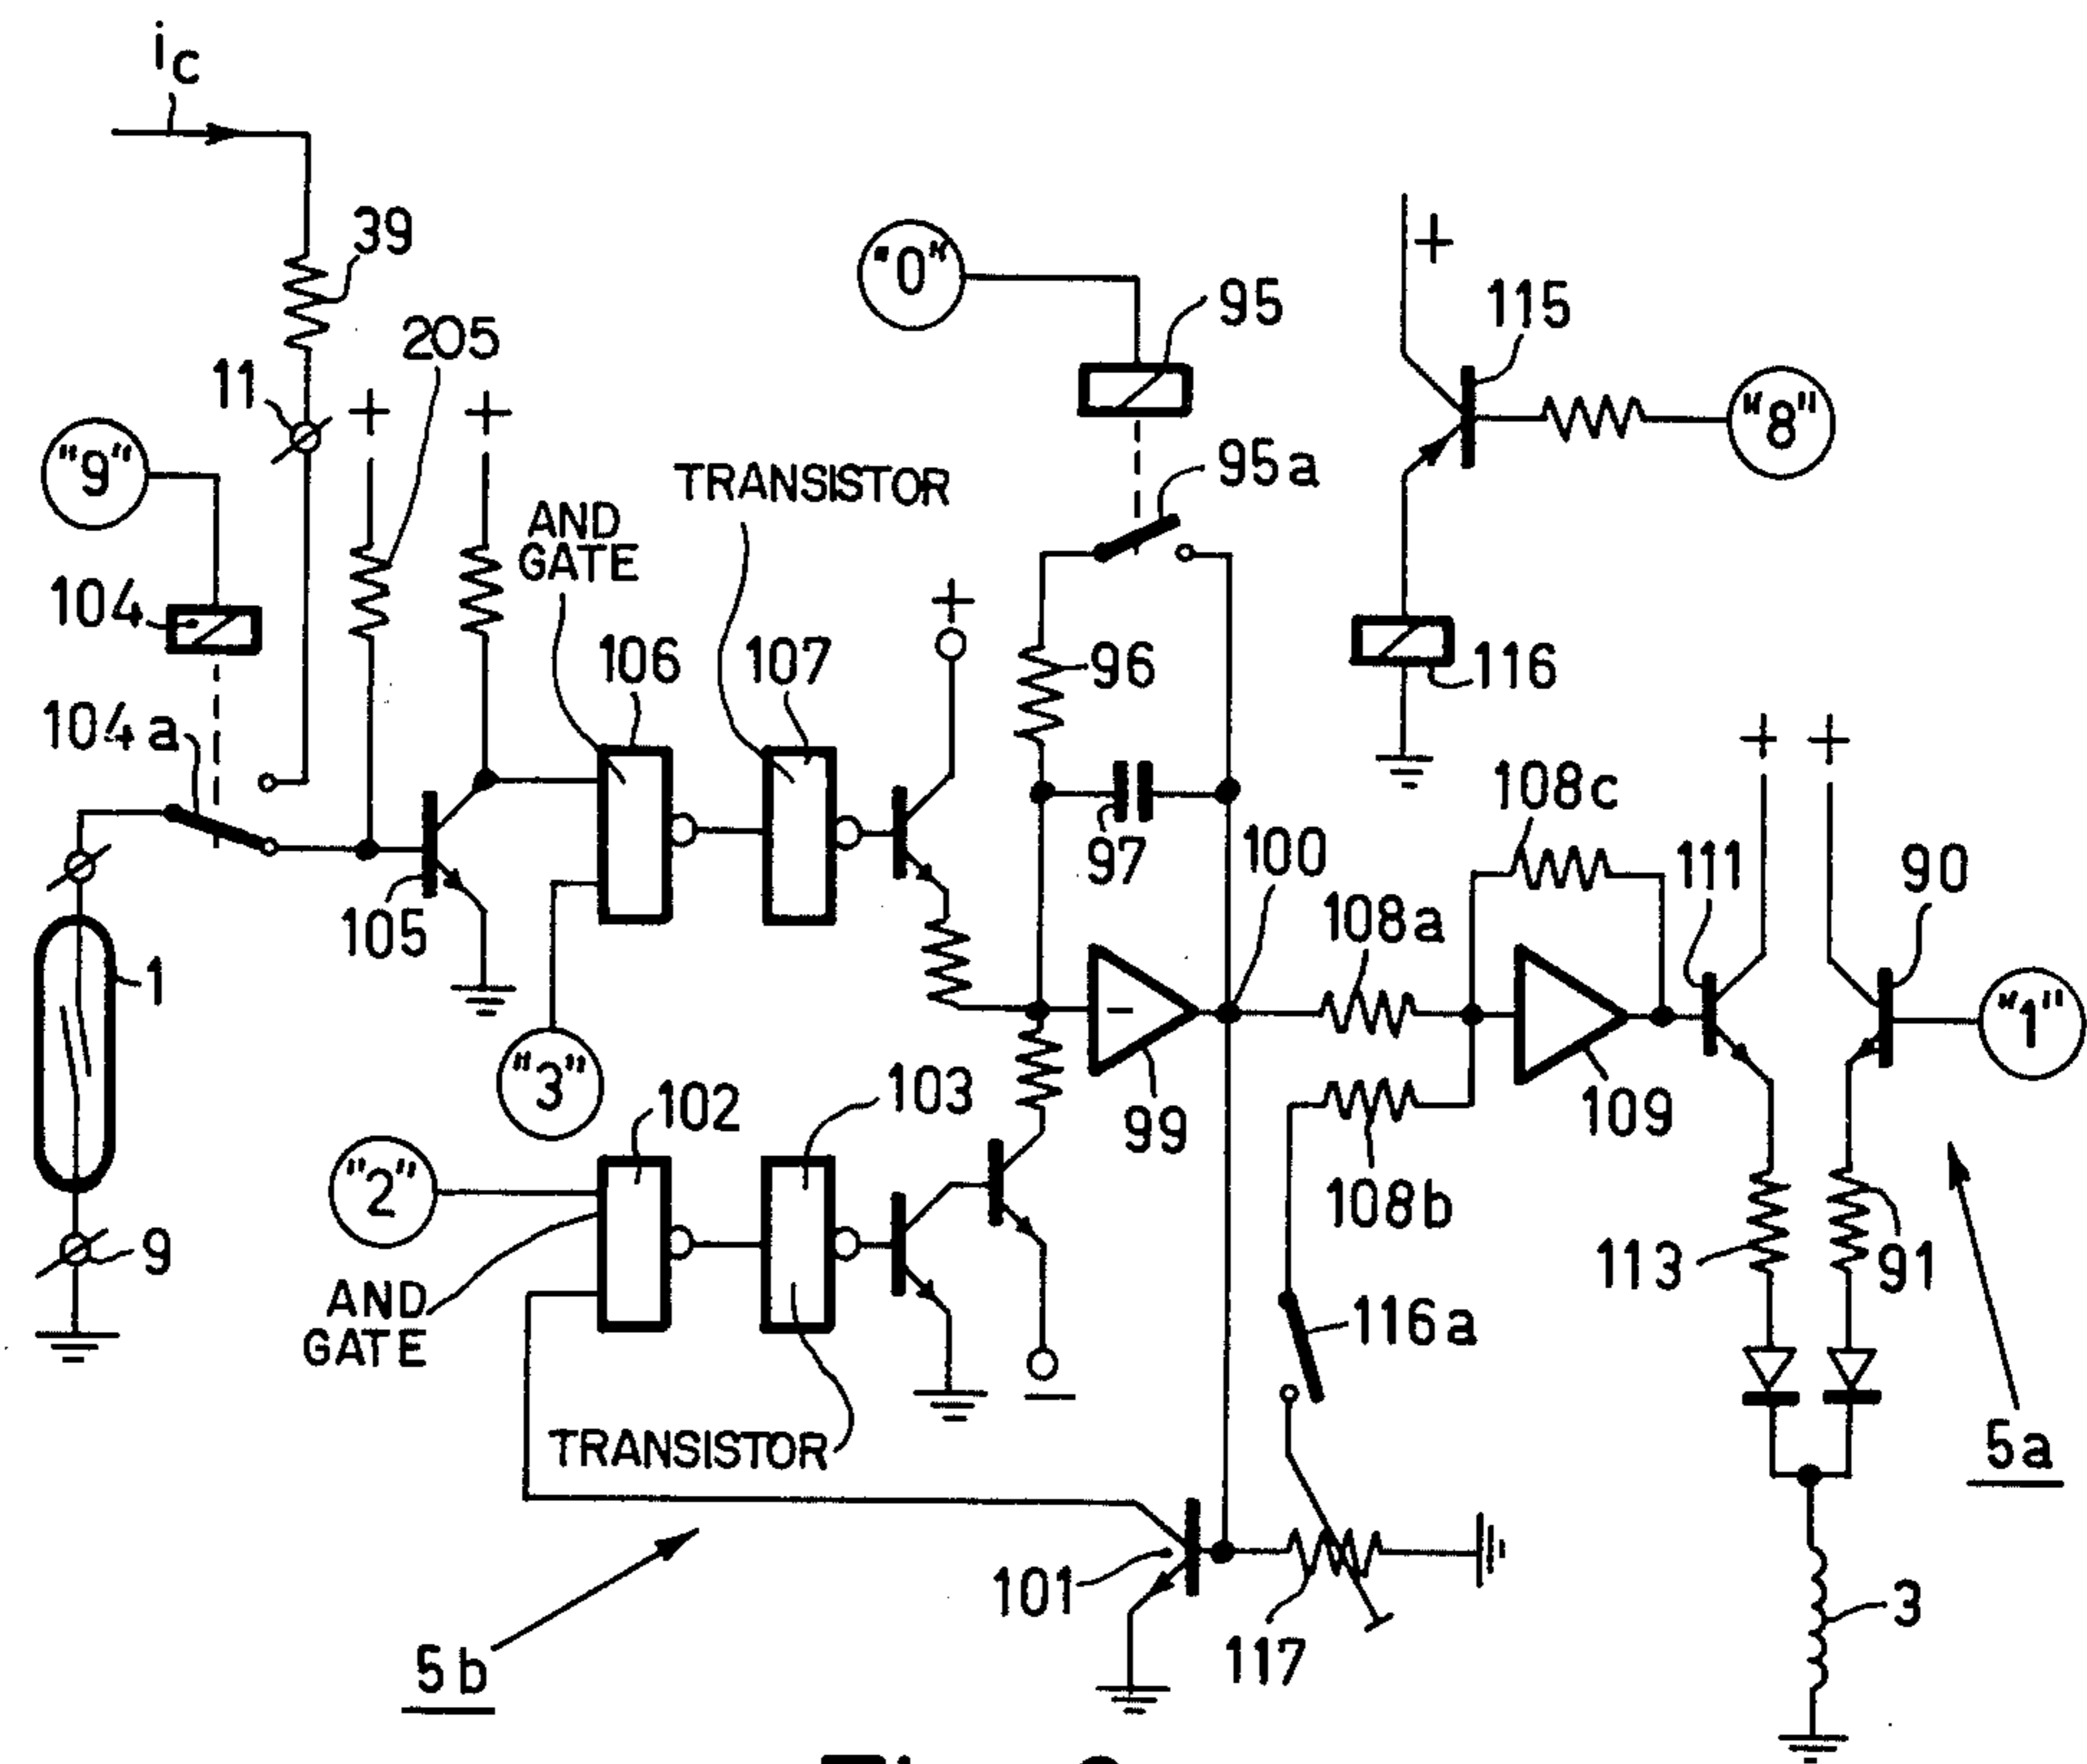 ic
39
205
11
"9"
"0"
95
+
115
"8"
95a
+
+
TRANSISTOR
AND
GATE
104
106
107
+
96
116
104a
97
100
108c
111
+
+
90
108a
105
1
"3"
-
99
109
"1"
102
103
"2"
108b
113
91
9
AND
GATE
116a
TRANSISTOR
5a
101
117
3
5b